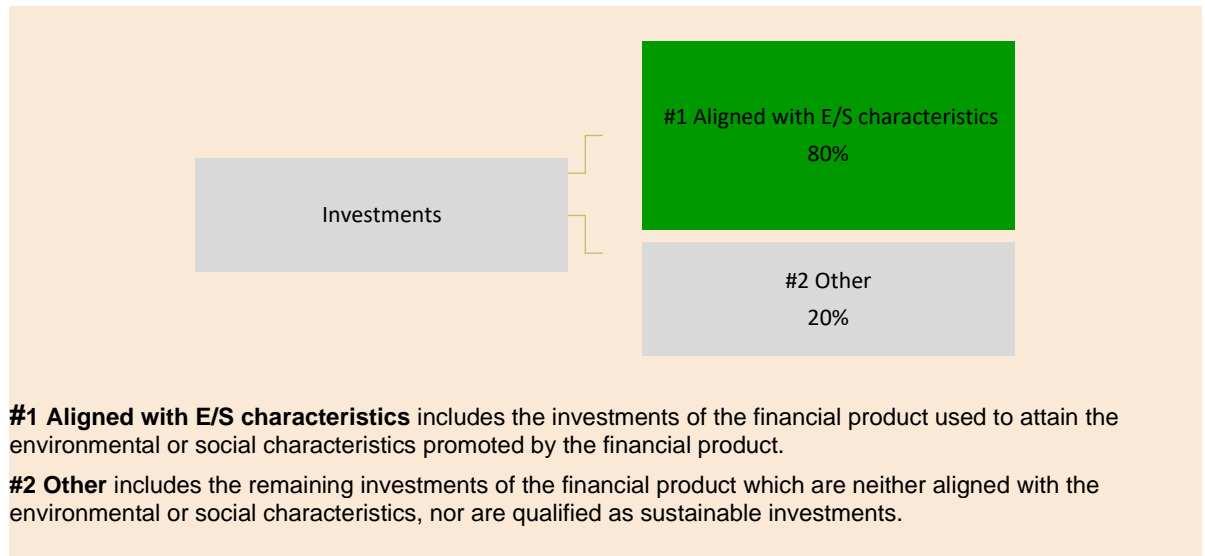 #1 Aligned with E/S characteristics
80%
Investments
#2 Other
20%
#1 Aligned with E/S characteristics includes the investments of the financial product used to attain the
environmental or social characteristics promoted by the financial product.
#2 Other includes the remaining investments of the financial product which are neither aligned with the
environmental or social characteristics, nor are qualified as sustainable investments.